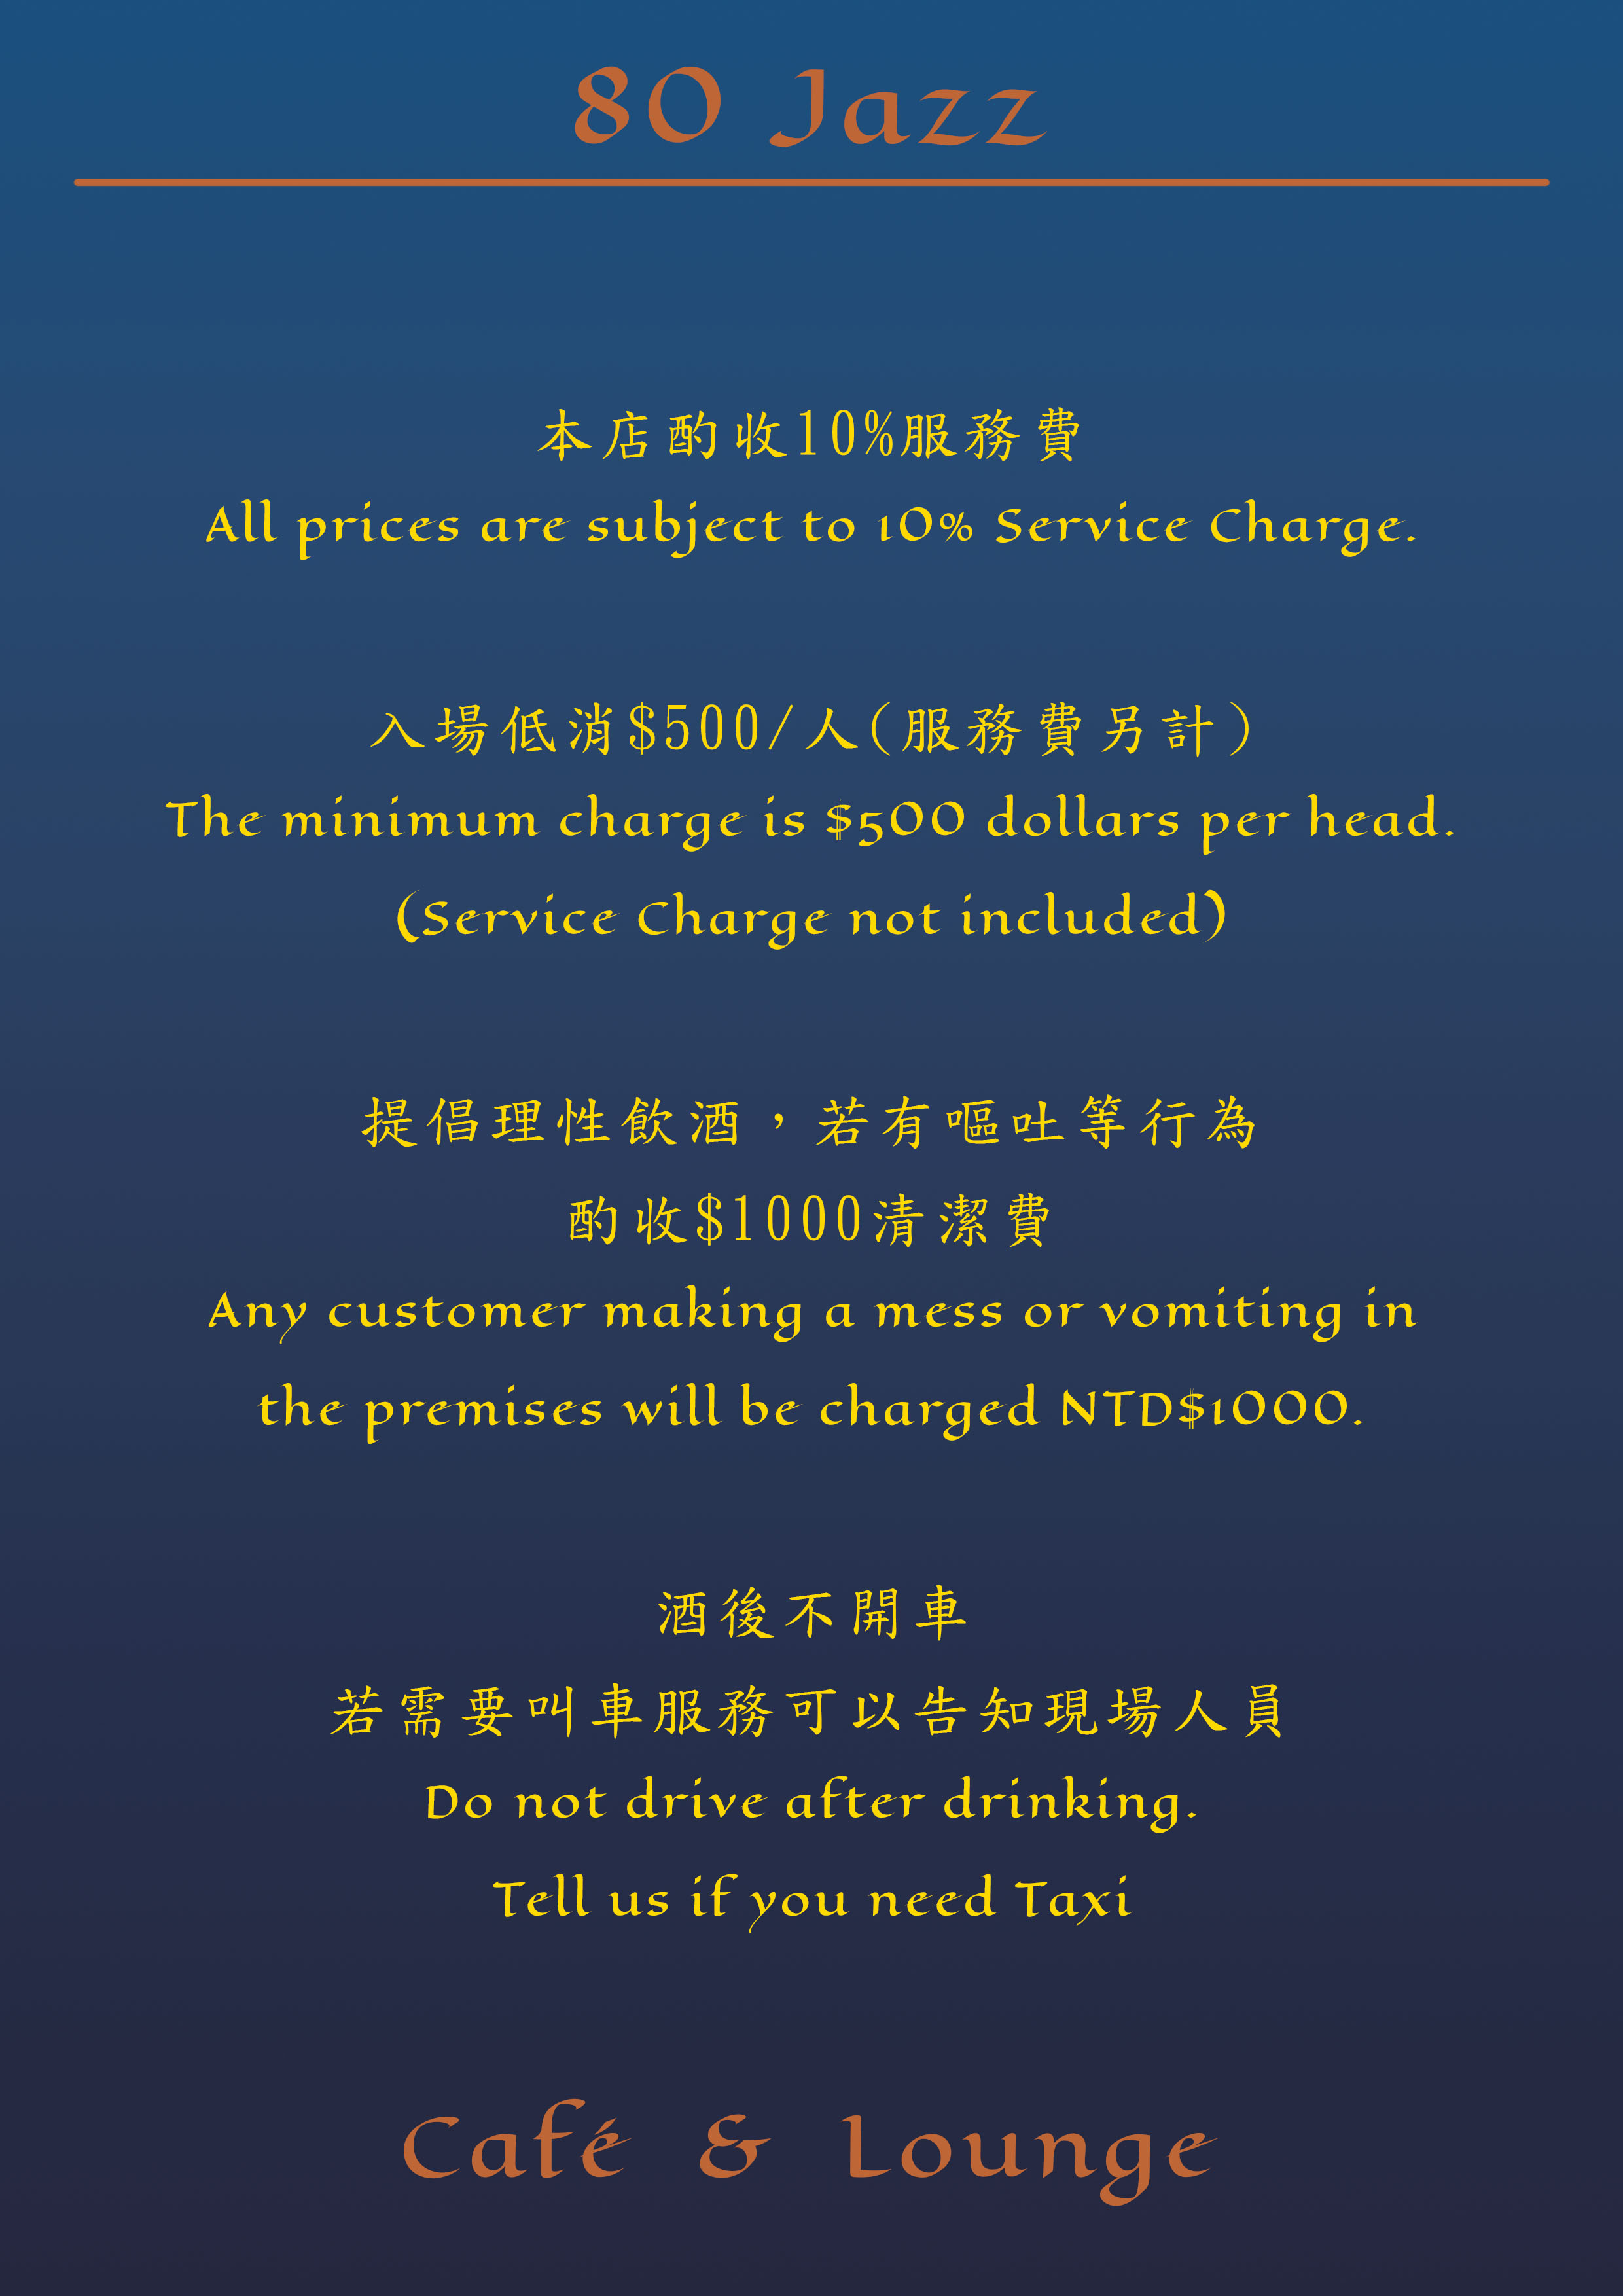 80 Jazz
本店酌收10%服務費
All prices are subject to 10% Service Charge.
入場低消$500/人(服務費另計)
The minimum charge is $500 dollars per head.
(Service Charge not included)
提倡理性飲酒，若有嘔吐等行為
酌收$1000清潔費
Any customer making a mess or vomiting in
the premises will be charged NTD$1000.
酒後不開車
若需要叫車服務可以告知現場人員
Do not drive after drinking.
Tell us if you need Taxi
Café & Lounge